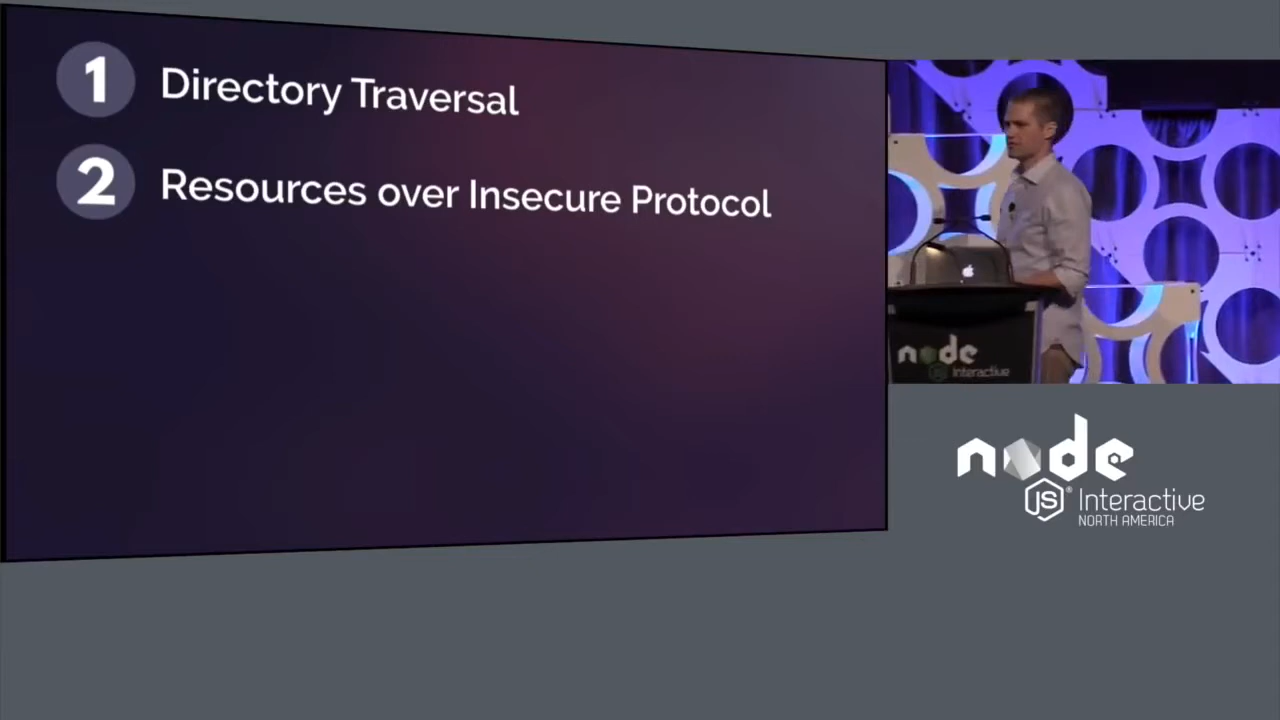 1 Directory Traversal
2 Resources over Insecure Protocol
node
Interactive
node
JS® Interactive
NORTH AMERICA